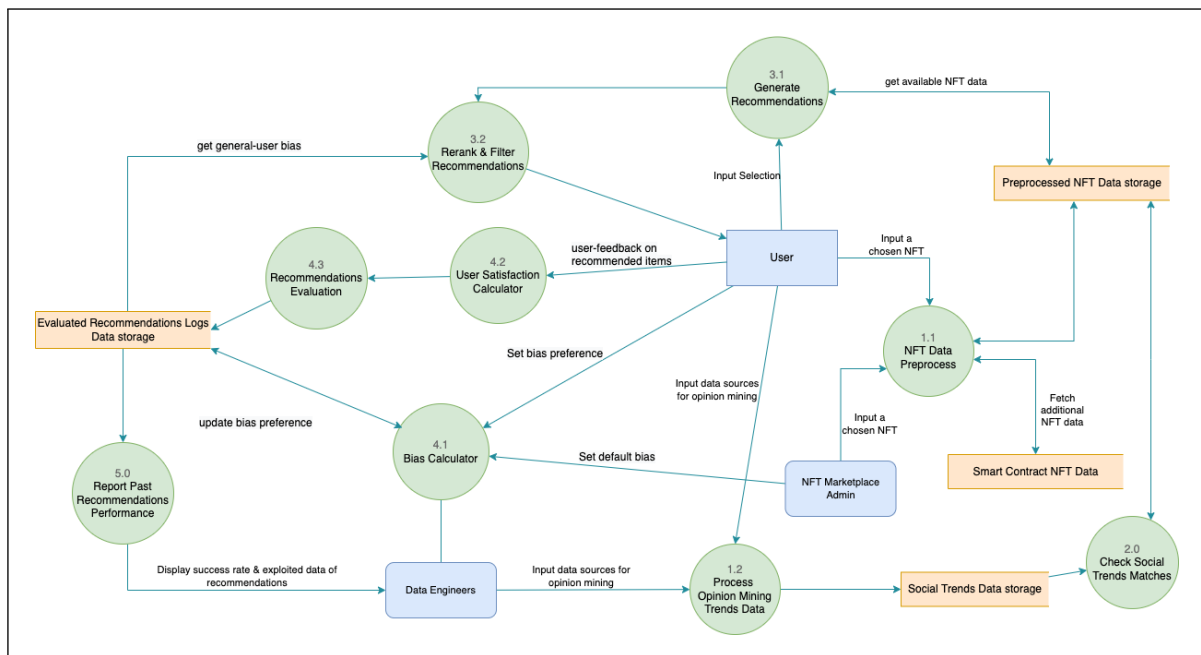 3.1
Generate
Recommendations
get available NFT data
3.2
Rerank & Filter
Recommendations
get general-user bias
Input Selection
Preprocessed NFT Data storage
User
Input a
chosen NFT
user-feedback on
recommended items
4.2
User Satisfaction
Calculator
4.3
Recommendations
Evaluation
Evaluated Recommendations Logs
Data storage
1.1
NFT Data
Preprocess
Set bias preference
Input data sources
for opinion mining
Fetch
additional
NFT data
Input a
chosen NFT
update bias preference
4.1
Bias Calculator
Set default bias
NFT Marketplace
Admin
Smart Contract NFT Data
5.0
Report Past
Recommendations
Performance
2.0
Check Social
Trends Matches
Display success rate & exploited data of
recommendations
Data Engineers
Input data sources for
opinion mining
1.2
Process
Opinion Mining
Trends Data
Social Trends Data storage